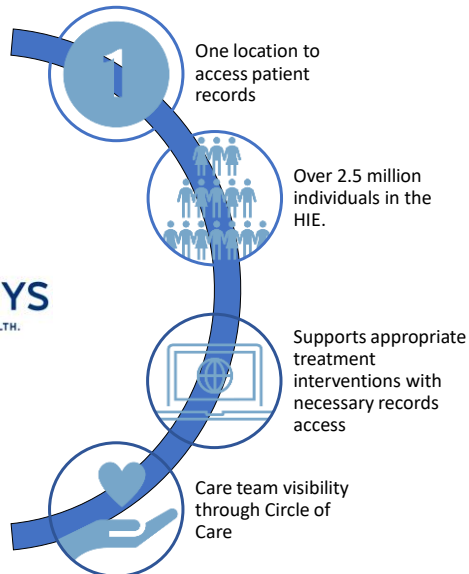 1
One location to
access patient
records
Over 2.5 million
individuals in the
HIE.
YS
LTH.
Supports appropriate
treatment
interventions with
necessary records
access
Care team visibility
through Circle of
Care